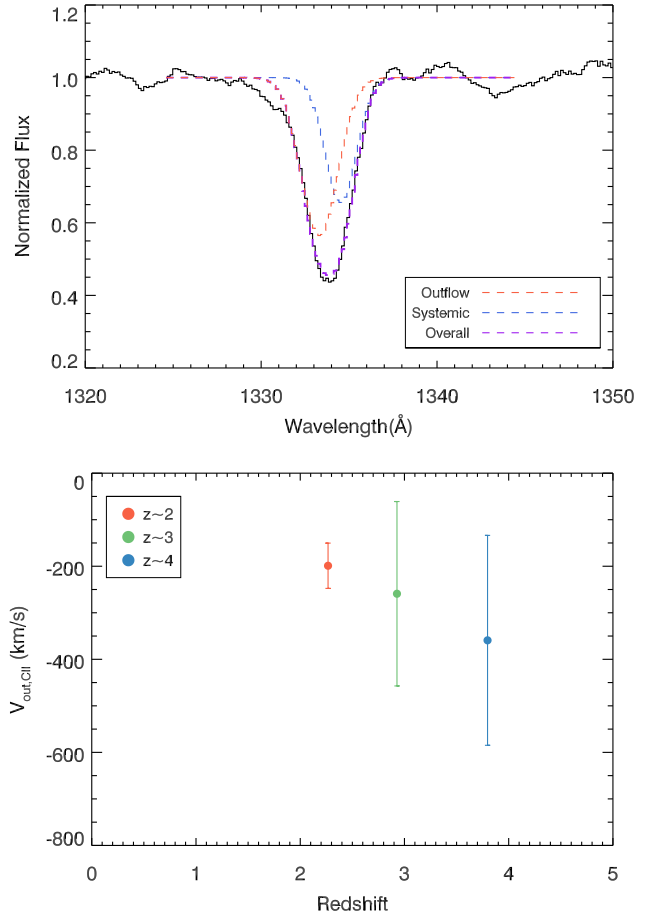 1.2
1.0
0.8
0.6
0.4
0.2
Normalized Flux
Outflow
Systemic
Overall
1320 1330 1340 1350
Wavelength(Å)
0
-200
-400
-600
-800
V_out,CII (km/s)
z~2
z~3
z~4
0 1 2 3 4 5
Redshift